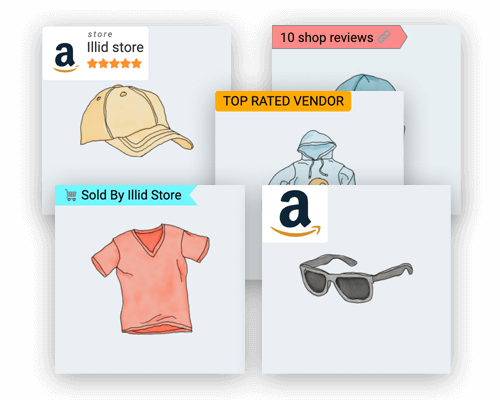 store
a
Illid store
10 shop reviews
TOP RATED VENDOR
Sold By Illid Store
a